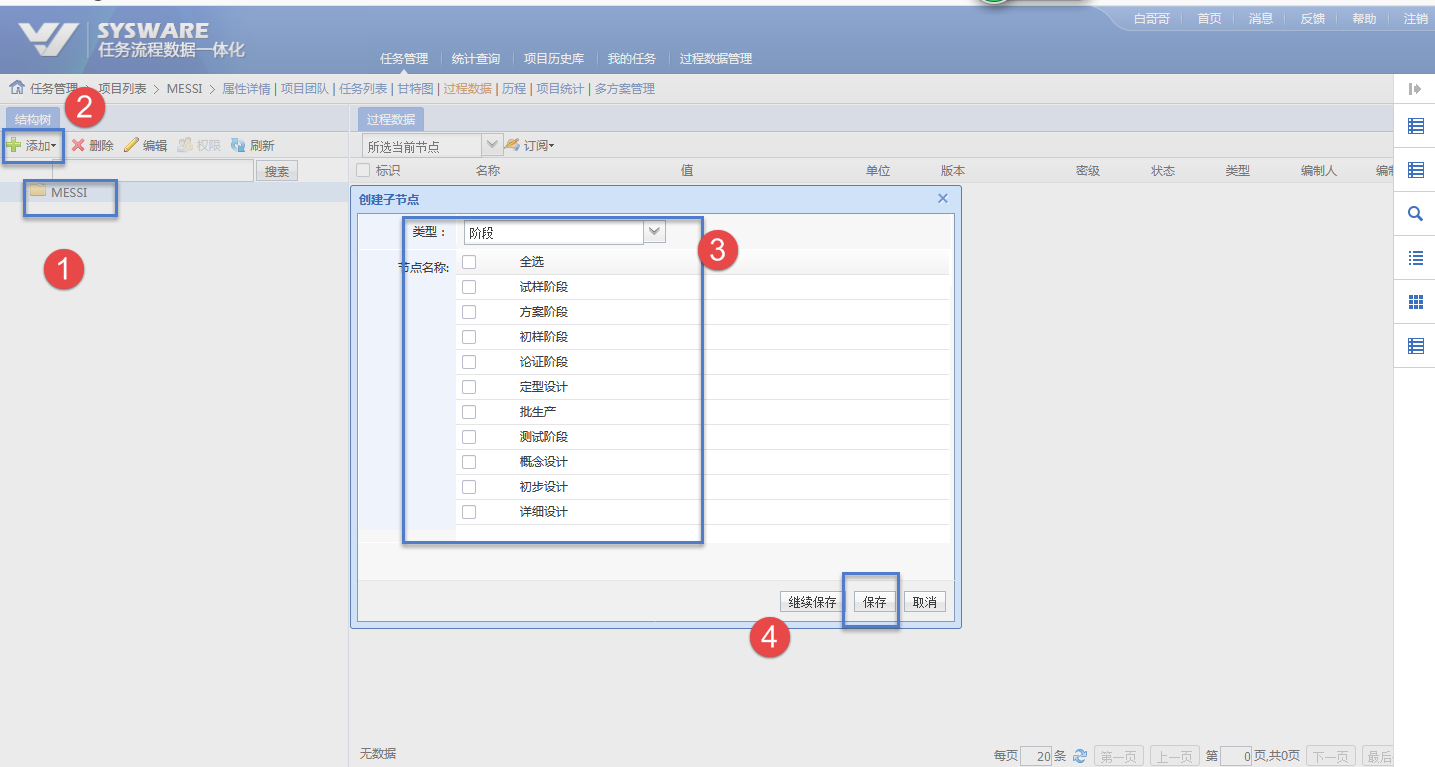 白哥哥 首页 消息 反馈 帮助 注销
SYSWARE
任务流程数据一体化
任务管理 统计查询 项目历史库 我的任务 过程数据管理
任务管理 > 项目列表 > MESSI > 属性详情 | 项目团队 | 任务列表 | 甘特图 | 过程数据 | 历程 | 项目统计 | 多方案管理
2
结构树 过程数据
添加 删除 编辑 权限 刷新
所选当前节点 订阅
搜索
标识 名称 值 单位 版本 密级 状态 类型 编制人 编制
MESSI
1
创建子节点
类型： 阶段
3
节点名称: 全选
试样阶段
方案阶段
初样阶段
论证阶段
定型设计
批生产
测试阶段
概念设计
初步设计
详细设计
继续保存 保存 取消
4
无数据
每页 20 条 第一页 上一页 第 0 页,共0页 下一页 最后